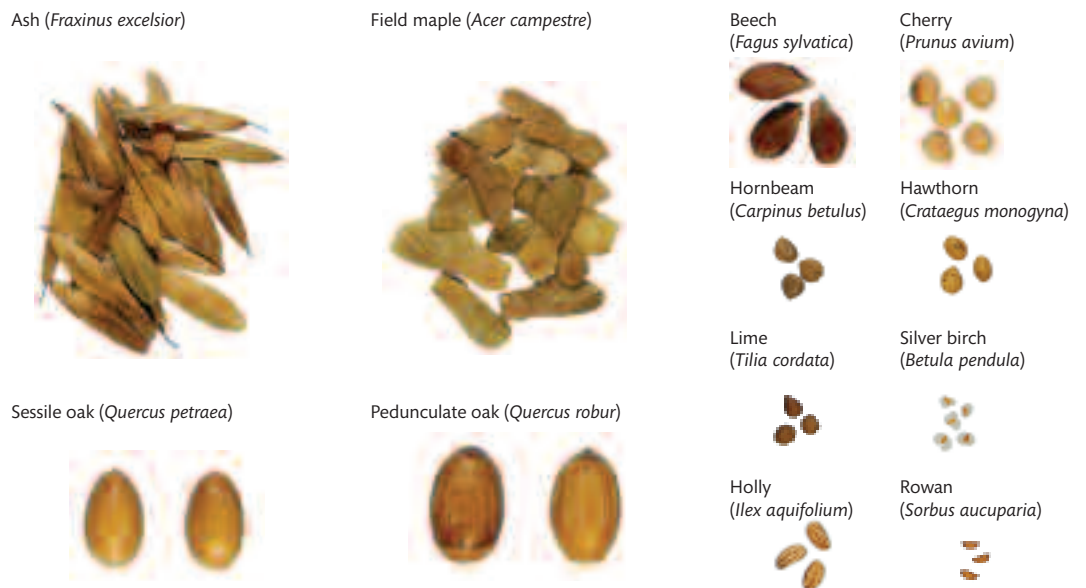 Ash (Fraxinus excelsior)
Field maple (Acer campestre)
Beech
(Fagus sylvatica)
Cherry
(Prunus avium)
Hornbeam
(Carpinus betulus)
Hawthorn
(Crataegus monogyna)
Lime
(Tilia cordata)
Silver birch
(Betula pendula)
Sessile oak (Quercus petraea)
Pedunculate oak (Quercus robur)
Holly
(Ilex aquifolium)
Rowan
(Sorbus aucuparia)